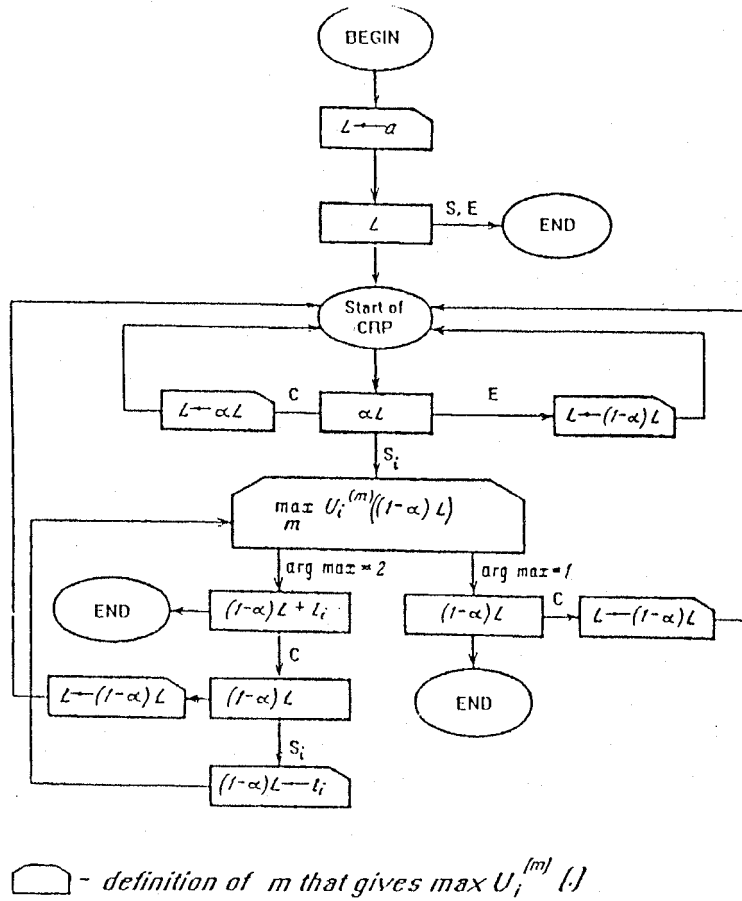 BEGIN
L ← a
L
S, E
END
Start of
CRP
L ← αL
C
αL
E
L ← (1-α) L
S_i
max_m U_i^(m) ((1-α) L)
arg max = 2
arg max = 1
END
(1-α) L + l_i
(1-α) L
C
L ← (1-α) L
C
L ← (1-α) L
(1-α) L
END
S_i
(1-α) L ← l_i
- definition of m that gives max U_i^(m) (.)